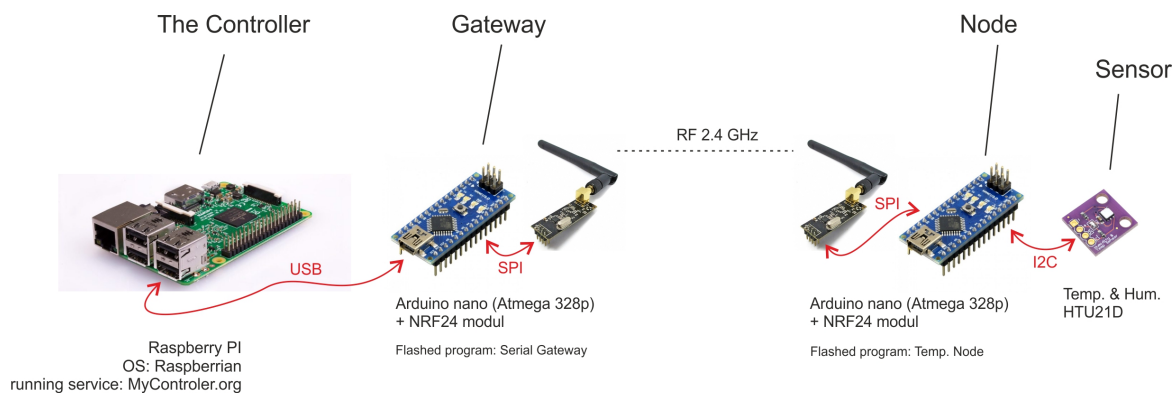 The Controller
Gateway
Node
Sensor
RF 2.4 GHz
SPI
USB
SPI
I2C
Arduino nano (Atmega 328p)
+ NRF24 modul
Flashed program: Serial Gateway
Arduino nano (Atmega 328p)
+ NRF24 modul
Flashed program: Temp. Node
Temp. & Hum.
HTU21D
Raspberry PI
OS: Raspberrian
running service: MyControler.org